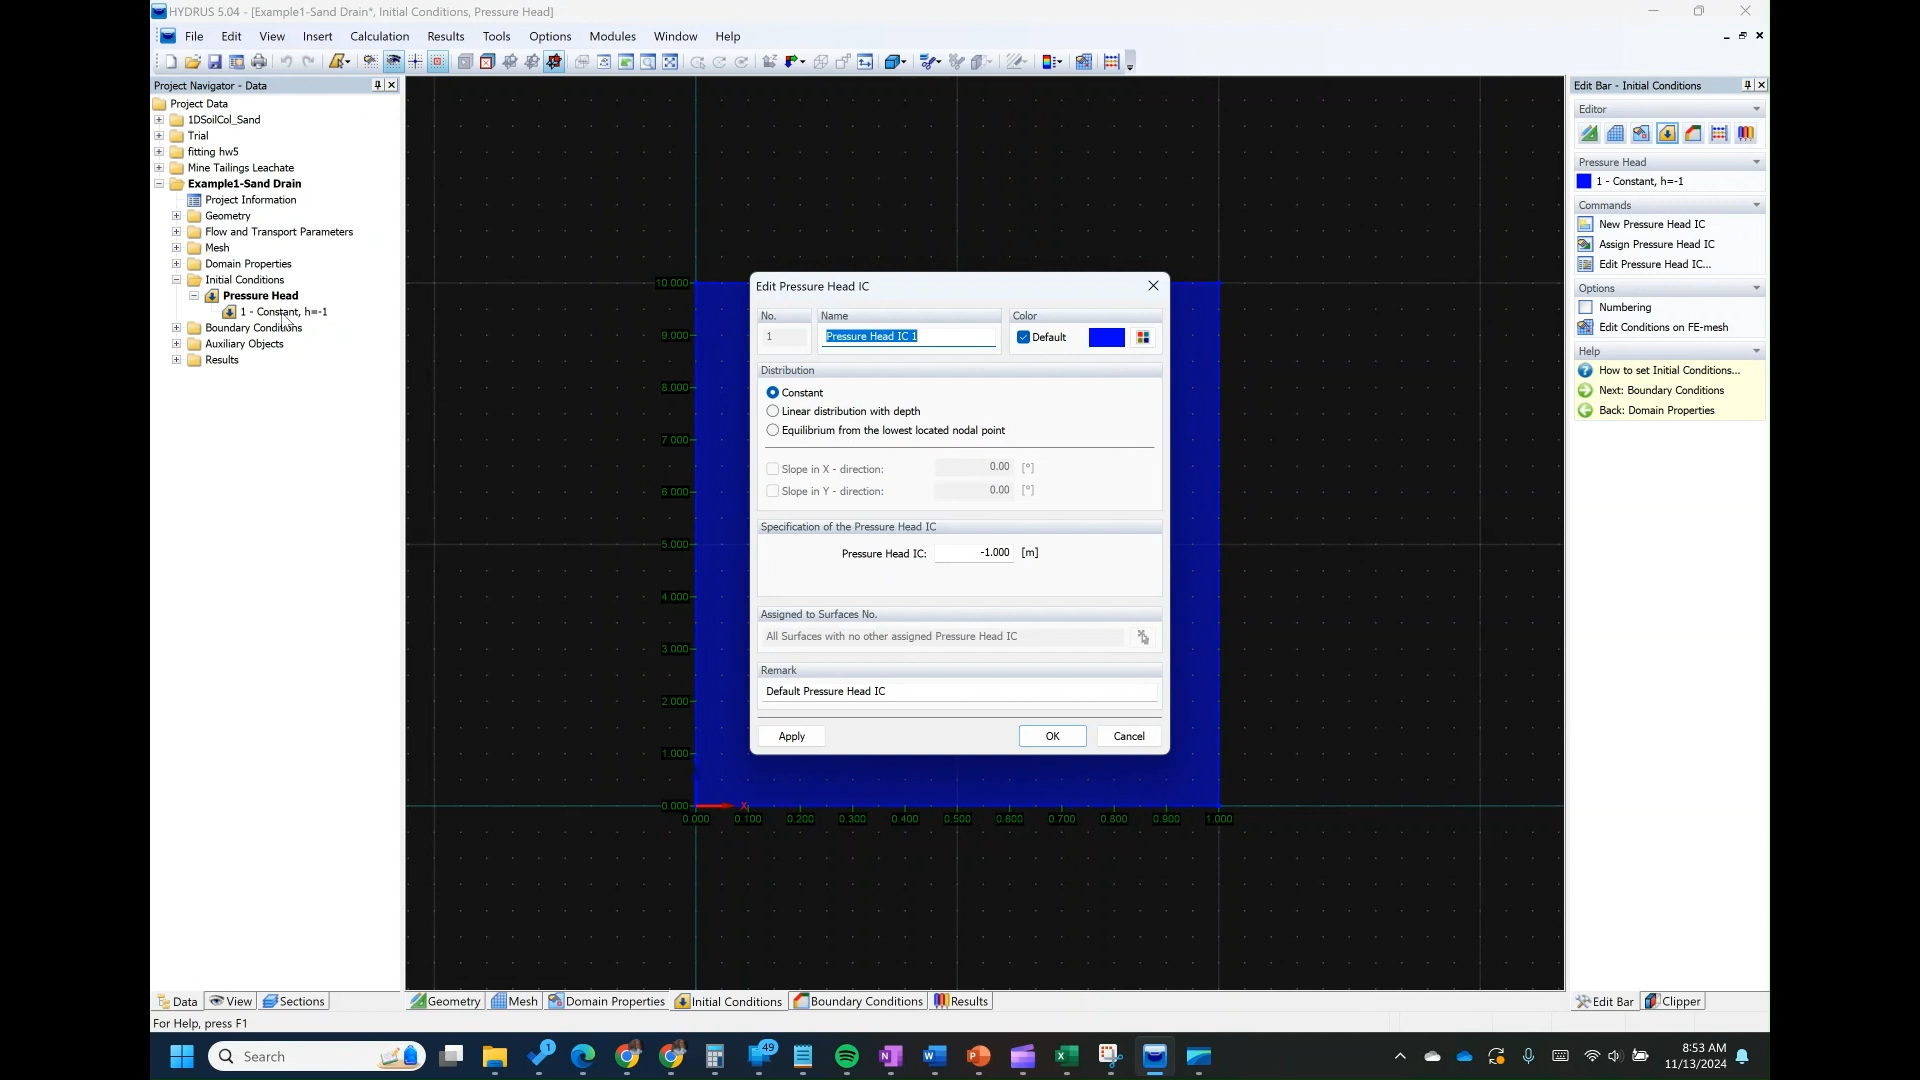 HYDRUS 5.04 - [Example1-Sand Drain*, Initial Conditions, Pressure Head]
File Edit View Insert Calculation Results Tools Options Modules Window Help
Project Navigator - Data
Project Data
1DSoilCol_Sand
Trial
fitting hw5
Mine Tailings Leachate
Example1-Sand Drain
Project Information
Geometry
Flow and Transport Parameters
Mesh
Domain Properties
Initial Conditions
Pressure Head
1 - Constant, h=-1
Boundary Conditions
Auxiliary Objects
Results
10.000
9.000
8.000
7.000
6.000
5.000
4.000
3.000
2.000
1.000
0.000
X
0.000 0.100 0.200 0.300 0.400 0.500 0.600 0.700 0.800 0.900 1.000
Edit Pressure Head IC
No. Name Color
1 Pressure Head IC 1 Default
Distribution
Constant
Linear distribution with depth
Equilibrium from the lowest located nodal point
Slope in X - direction: 0.00 [°]
Slope in Y - direction: 0.00 [°]
Specification of the Pressure Head IC
Pressure Head IC: -1.000 [m]
Assigned to Surfaces No.
All Surfaces with no other assigned Pressure Head IC
Remark
Default Pressure Head IC
Apply OK Cancel
Edit Bar - Initial Conditions
Editor
Pressure Head
1 - Constant, h=-1
Commands
New Pressure Head IC
Assign Pressure Head IC
Edit Pressure Head IC...
Options
Numbering
Edit Conditions on FE-mesh
Help
How to set Initial Conditions...
Next: Boundary Conditions
Back: Domain Properties
Data View Sections
Geometry Mesh Domain Properties Initial Conditions Boundary Conditions Results
Edit Bar Clipper
For Help, press F1
Search
1
49
8:53 AM
11/13/2024